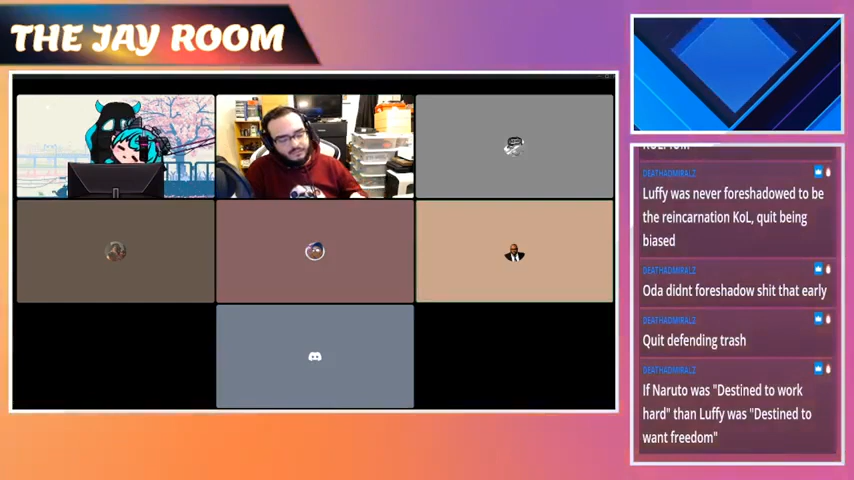 THE JAY ROOM
DEATHADMIRALZ
Luffy was never foreshadowed to be
the reincarnation KoL, quit being
biased
DEATHADMIRALZ
Oda didnt foreshadow shit that early
DEATHADMIRALZ
Quit defending trash
DEATHADMIRALZ
If Naruto was "Destined to work
hard" than Luffy was "Destined to
want freedom"